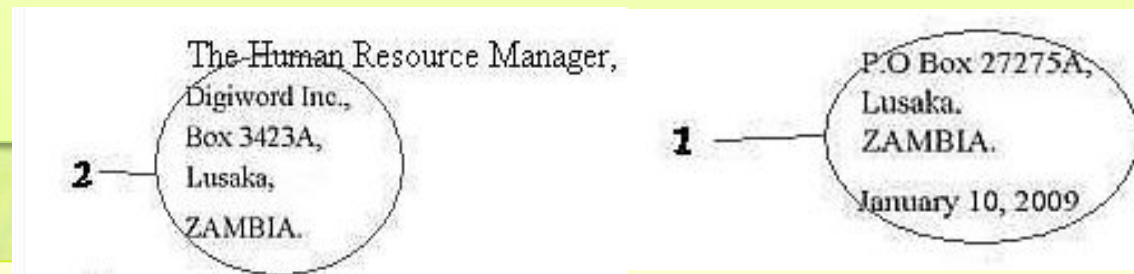 The Human Resource Manager,
Digiword Inc.,
Box 3423A,
Lusaka,
ZAMBIA.
2
P.O Box 27275A,
Lusaka.
ZAMBIA.
January 10, 2009
1